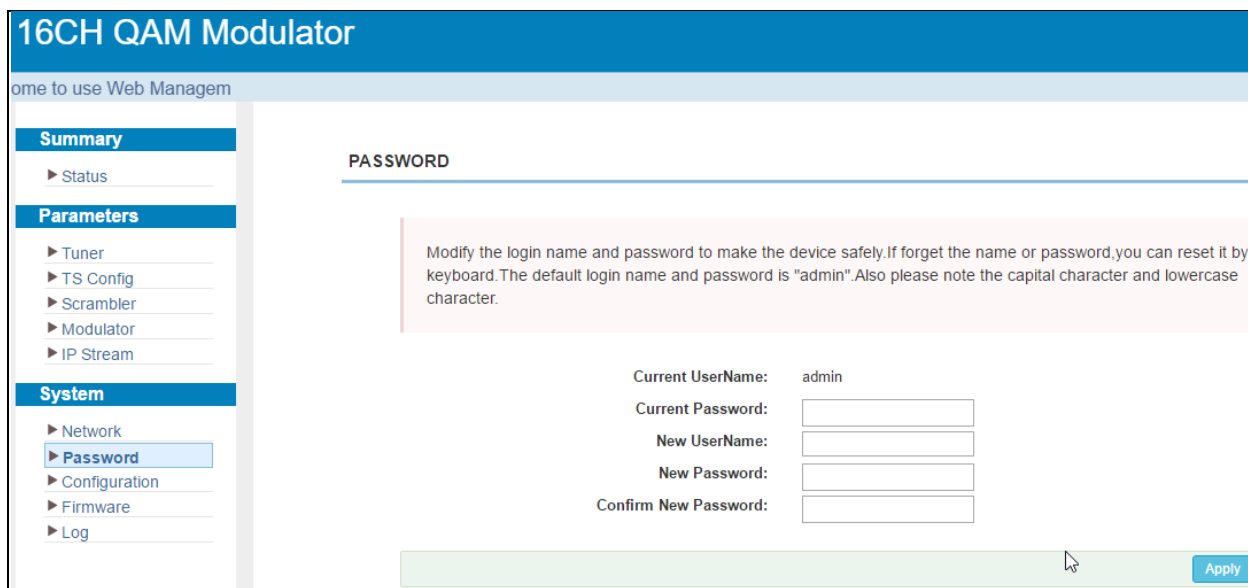 16CH QAM Modulator
ome to use Web Managem
Summary
Status
Parameters
Tuner
TS Config
Scrambler
Modulator
IP Stream
System
Network
Password
Configuration
Firmware
Log
PASSWORD
Modify the login name and password to make the device safely.If forget the name or password,you can reset it by
keyboard.The default login name and password is "admin".Also please note the capital character and lowercase
character.
Current UserName: admin
Current Password:
New UserName:
New Password:
Confirm New Password:
Apply